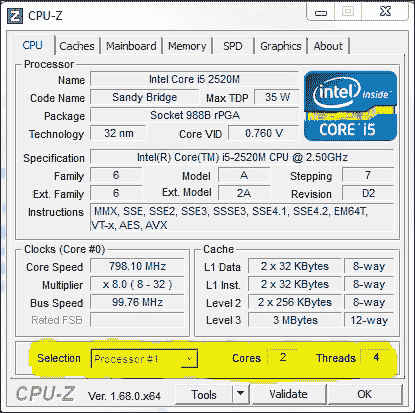 CPU-Z
CPU Caches Mainboard Memory SPD Graphics About
Processor
Name Intel Core i5 2520M
Code Name Sandy Bridge Max TDP 35 W
Package Socket 988B rPGA
Technology 32 nm Core VID 0.760 V
intel inside™
CORE i5
Specification Intel(R) Core(TM) i5-2520M CPU @ 2.50GHz
Family 6 Model A Stepping 7
Ext. Family 6 Ext. Model 2A Revision D2
Instructions MMX, SSE, SSE2, SSE3, SSSE3, SSE4.1, SSE4.2, EM64T,
VT-x, AES, AVX
Clocks (Core #0)
Core Speed 798.10 MHz
Multiplier x 8.0 ( 8 - 32 )
Bus Speed 99.76 MHz
Rated FSB
Cache
L1 Data 2 x 32 KBytes 8-way
L1 Inst. 2 x 32 KBytes 8-way
Level 2 2 x 256 KBytes 8-way
Level 3 3 MBytes 12-way
Selection Processor #1 Cores 2 Threads 4
CPU-Z Ver. 1.68.0.x64 Tools Validate OK